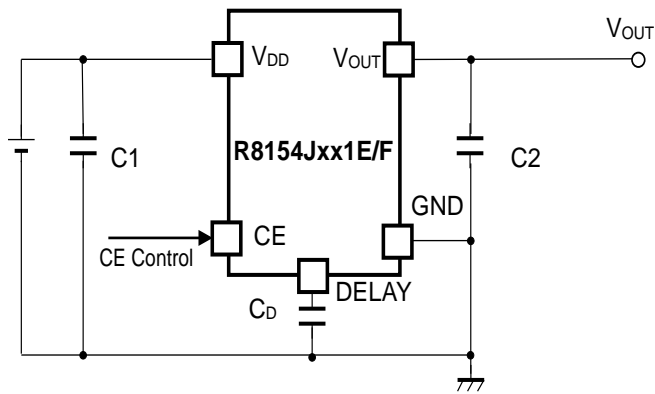 VOUT
VDD
VOUT
R8154Jxx1E/F
C1
C2
GND
CE
CE Control
DELAY
CD